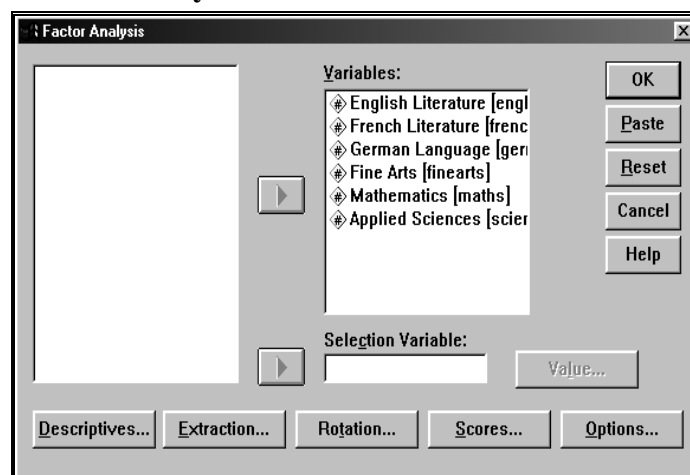 Factor Analysis
Variables:
English Literature [engl
French Literature [frenc
German Language [geri
Fine Arts [finearts]
Mathematics [maths]
Applied Sciences [scier
OK
Paste
Reset
Cancel
Help
Selection Variable:
Value...
Descriptives...
Extraction...
Rotation...
Scores...
Options...